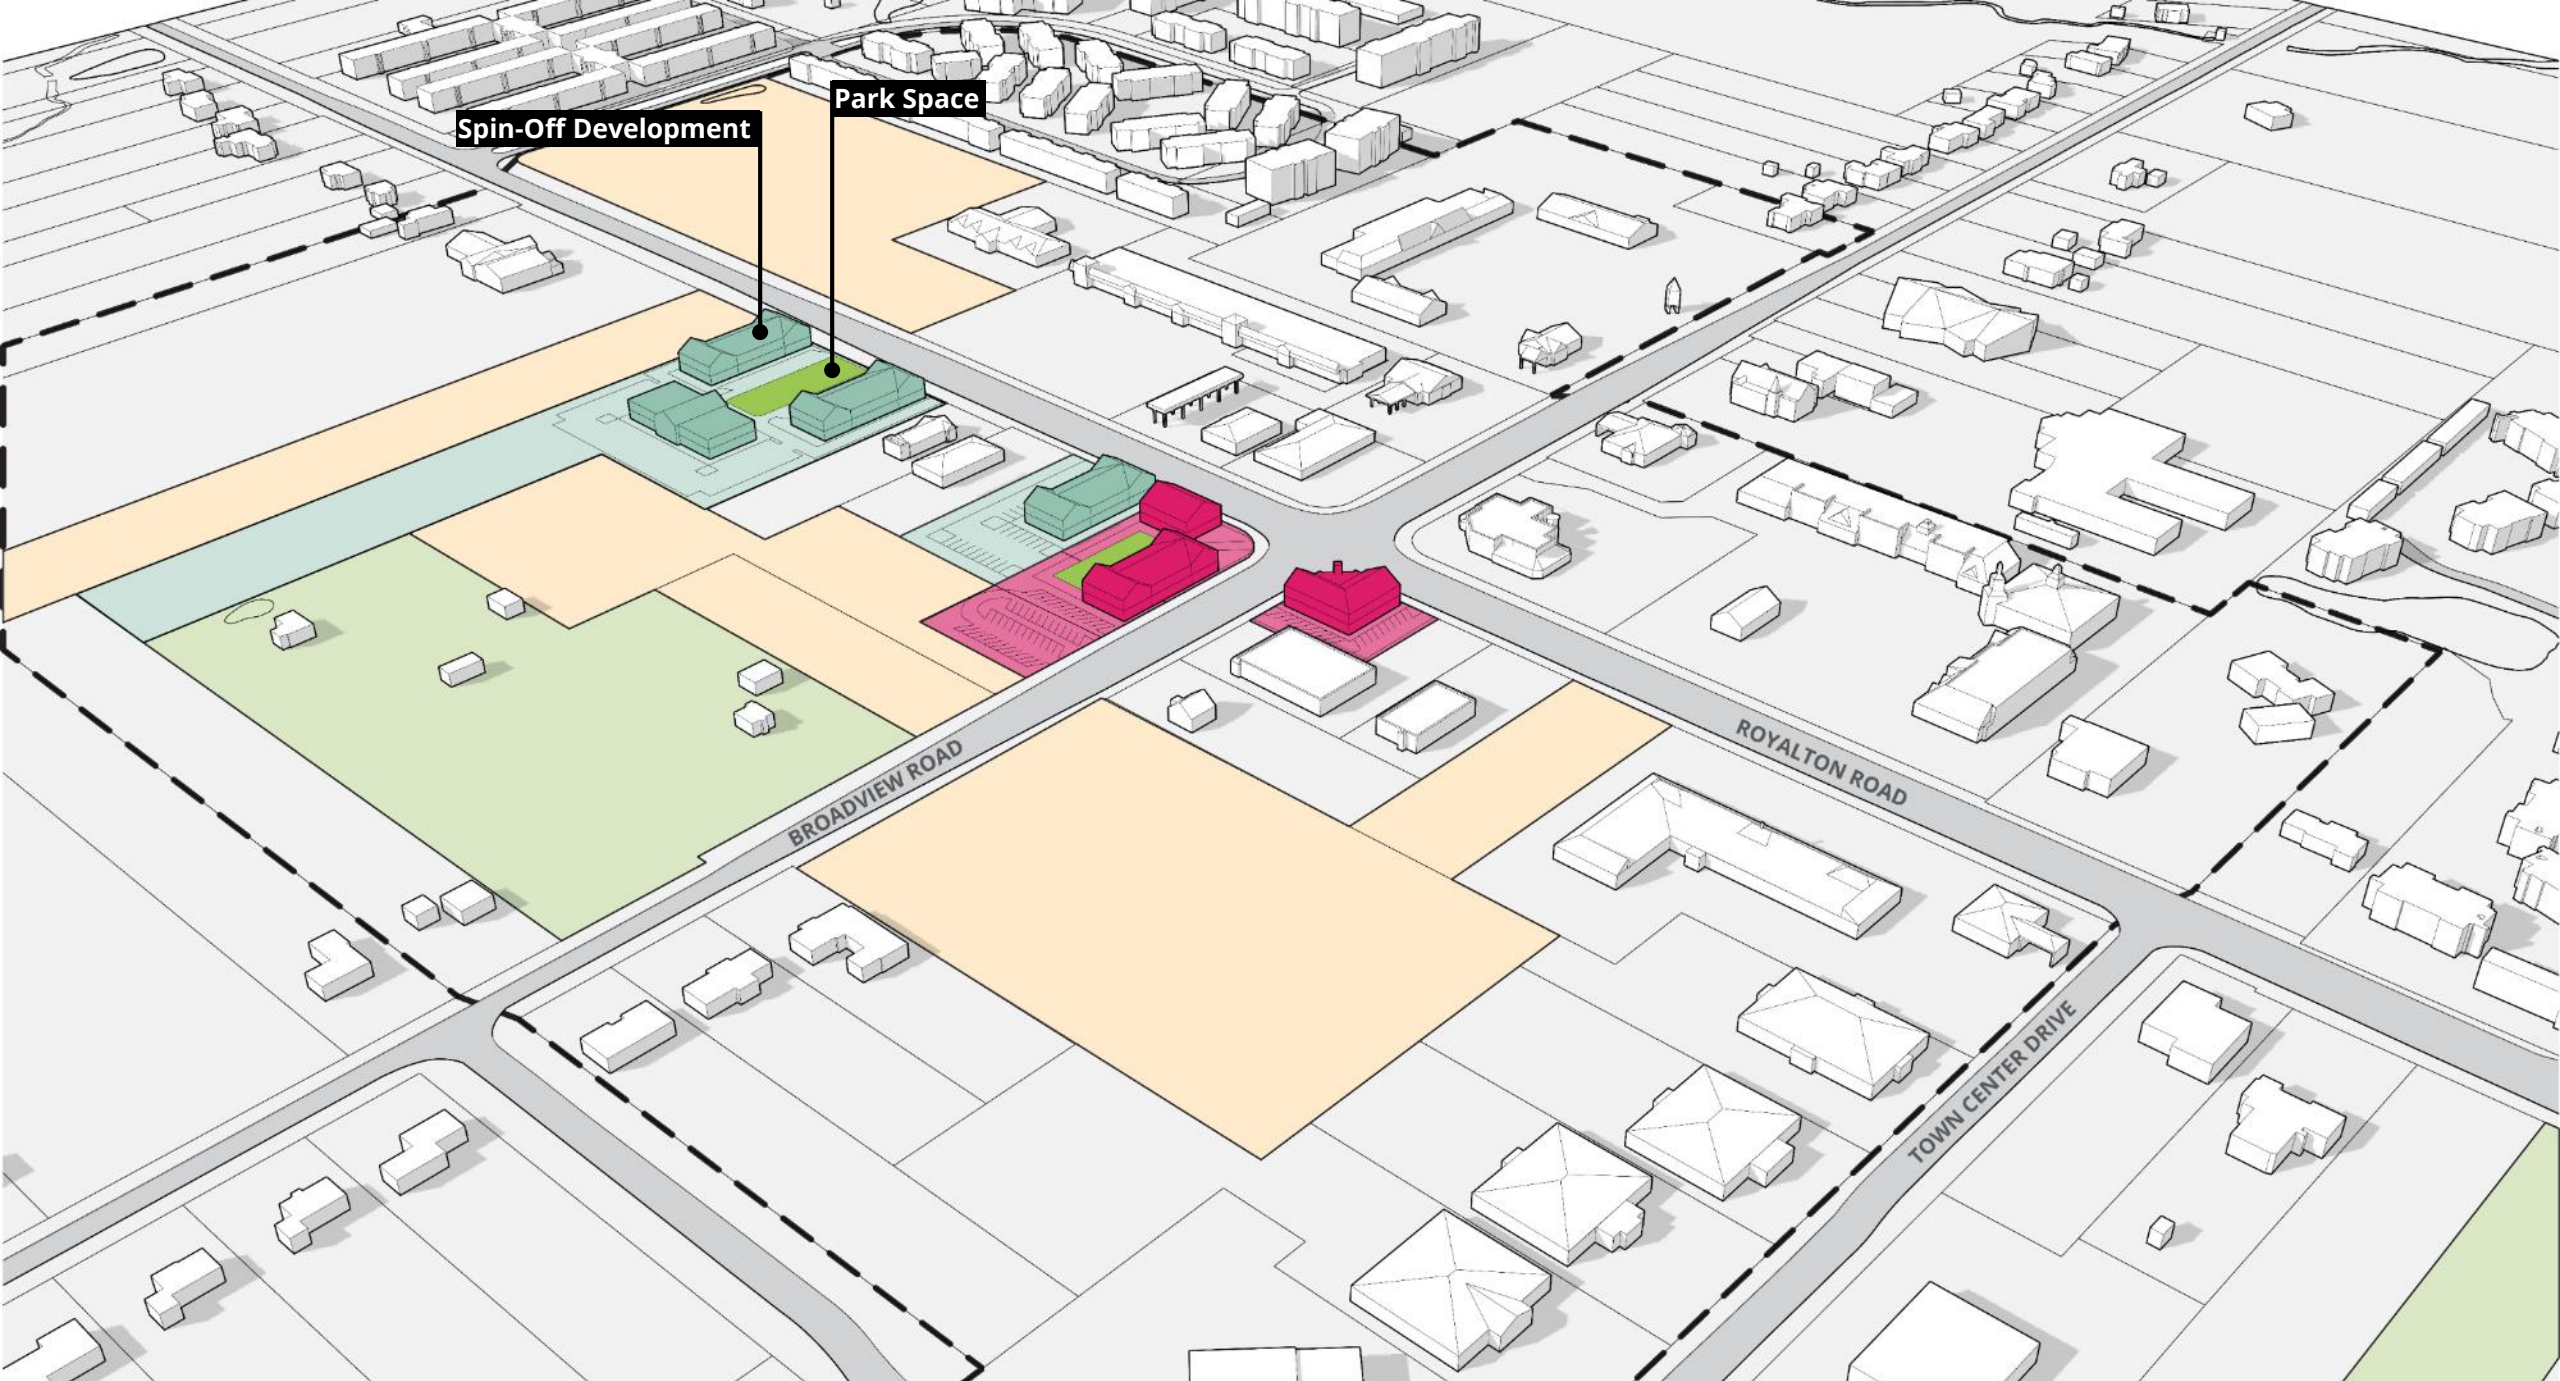 Park Space
Spin-Off Development
BROADVIEW ROAD
ROYALTON ROAD
TOWN CENTER DRIVE